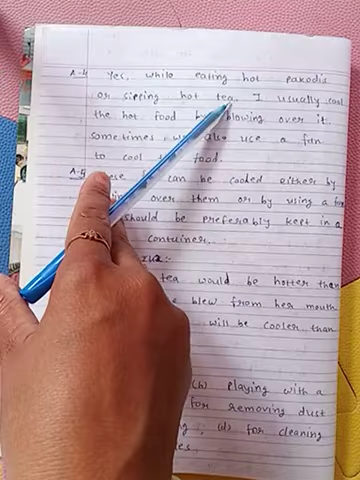 A-4 Yes, while eating hot pakodis
or sipping hot tea. I usually cool
the hot food by blowing over it
sometimes we also use a fan
to cool food.
A-5 can be cooled either by
over them or by using a fan
should be preferably kept in a
container.
tea would be hotter than
blew from her mouth
will be cooler than
(b) Playing with a
for removing dust
(d) for cleaning